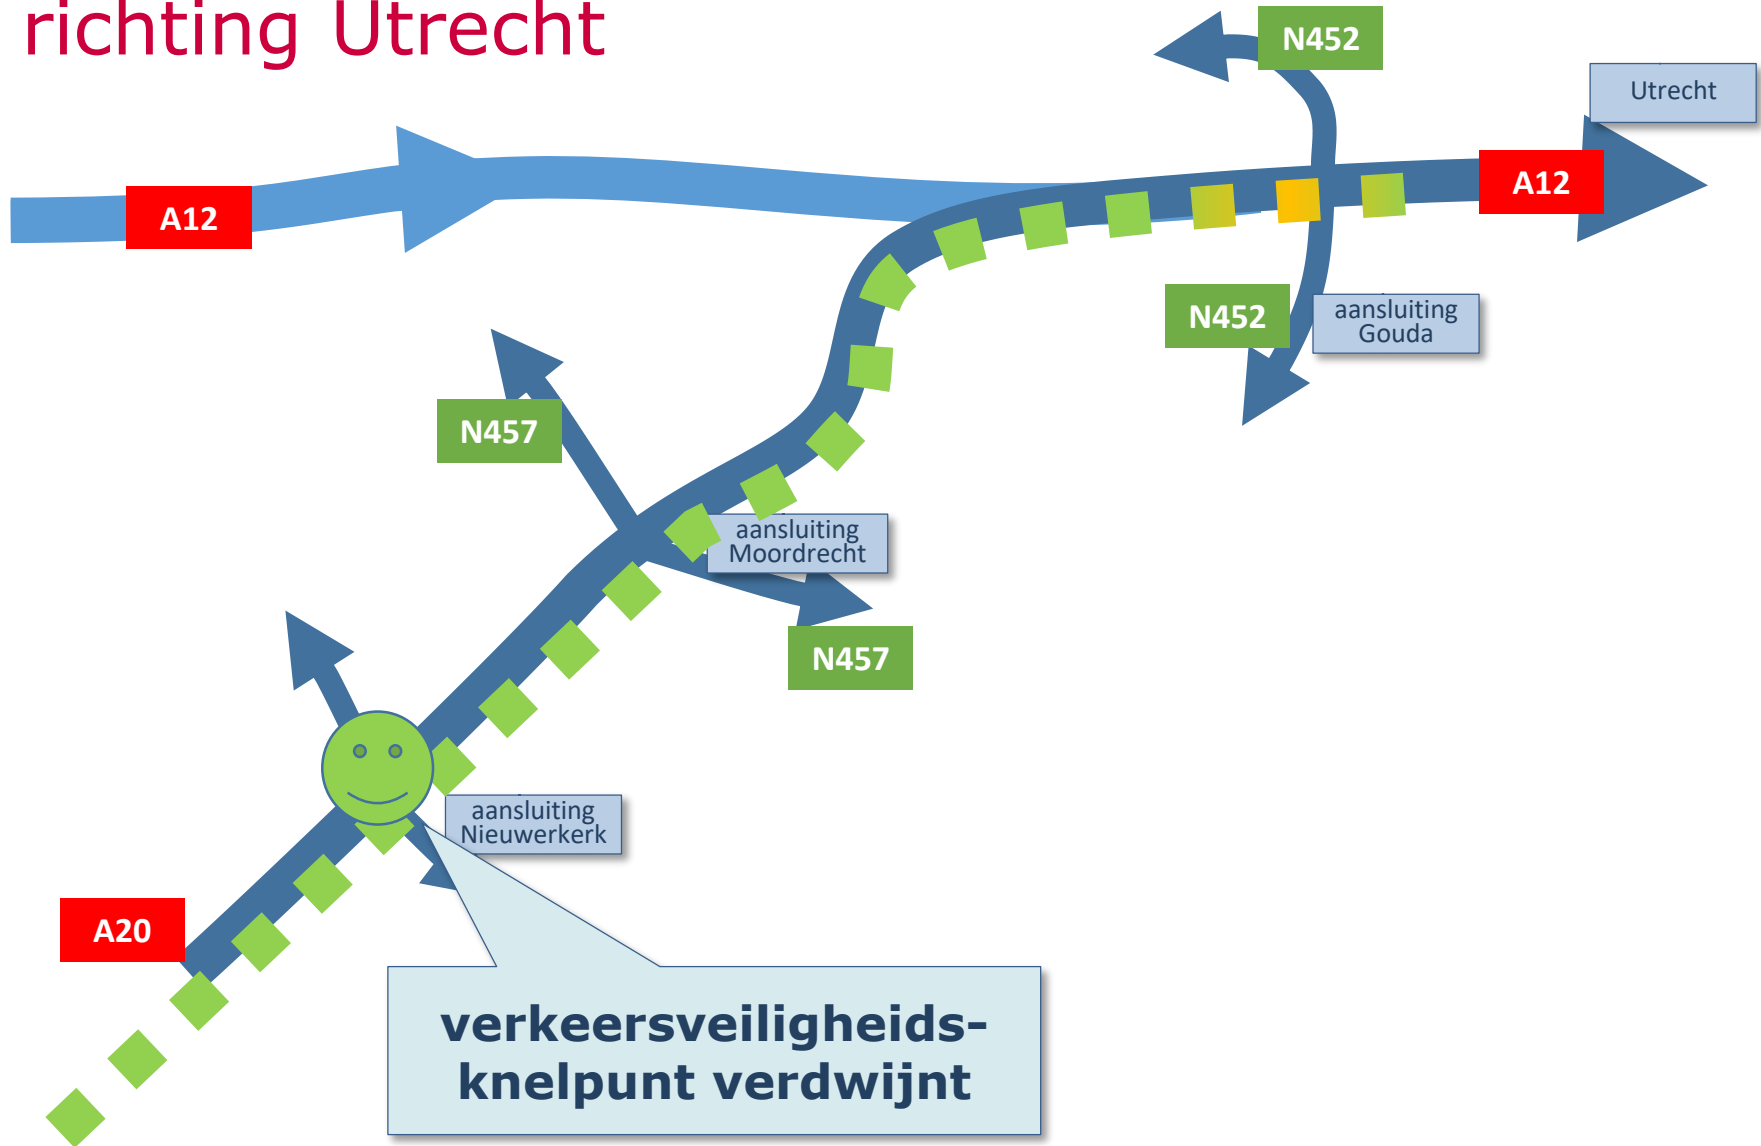 richting Utrecht
N452
Utrecht
A12
A12
N452
aansluiting
Gouda
N457
aansluiting
Moordrecht
N457
aansluiting
Nieuwerkerk
A20
verkeersveiligheids-
knelpunt verdwijnt